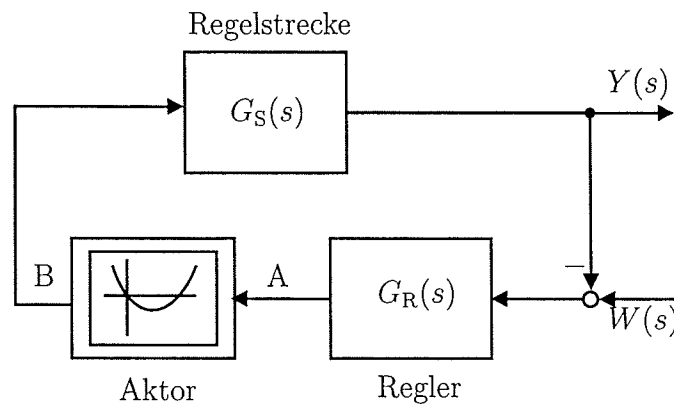 Regelstrecke
Y(s)
G_S(s)
B
A
G_R(s)
−
W(s)
Aktor
Regler